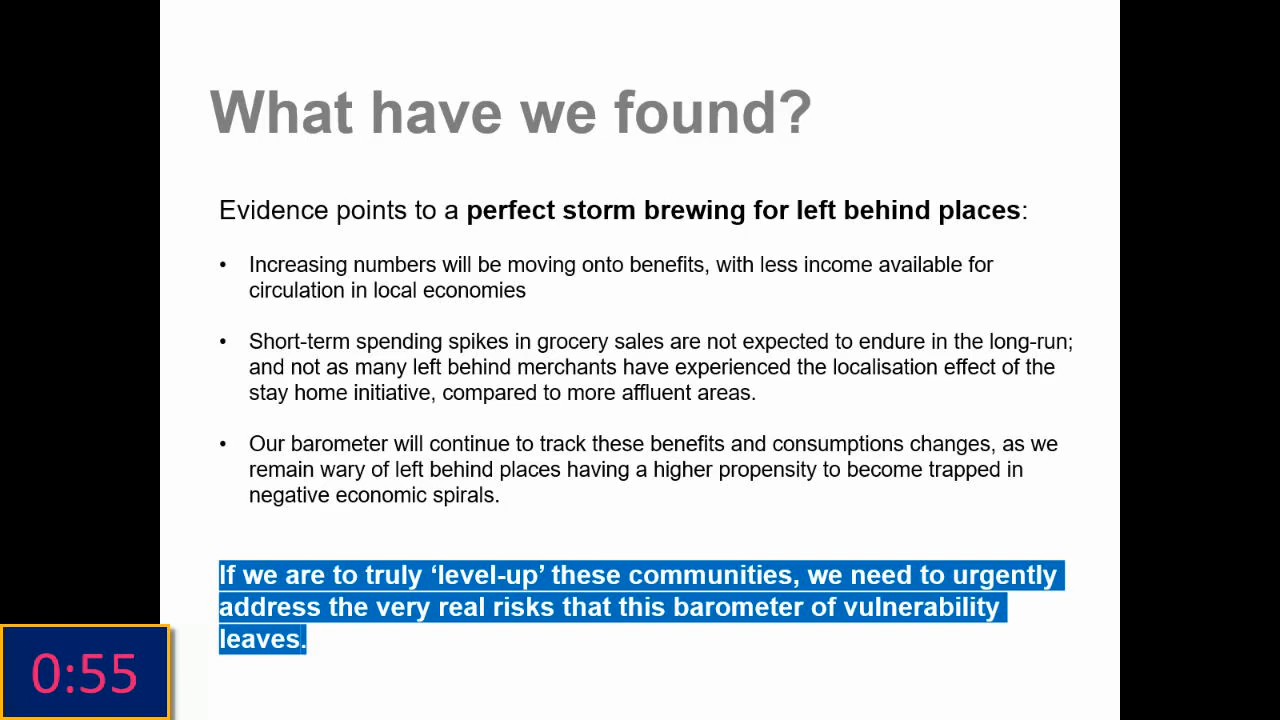 What have we found?
Evidence points to a perfect storm brewing for left behind places:
• Increasing numbers will be moving onto benefits, with less income available for
circulation in local economies
• Short-term spending spikes in grocery sales are not expected to endure in the long-run;
and not as many left behind merchants have experienced the localisation effect of the
stay home initiative, compared to more affluent areas.
• Our barometer will continue to track these benefits and consumptions changes, as we
remain wary of left behind places having a higher propensity to become trapped in
negative economic spirals.
If we are to truly ‘level-up’ these communities, we need to urgently
address the very real risks that this barometer of vulnerability
leaves.
0:55